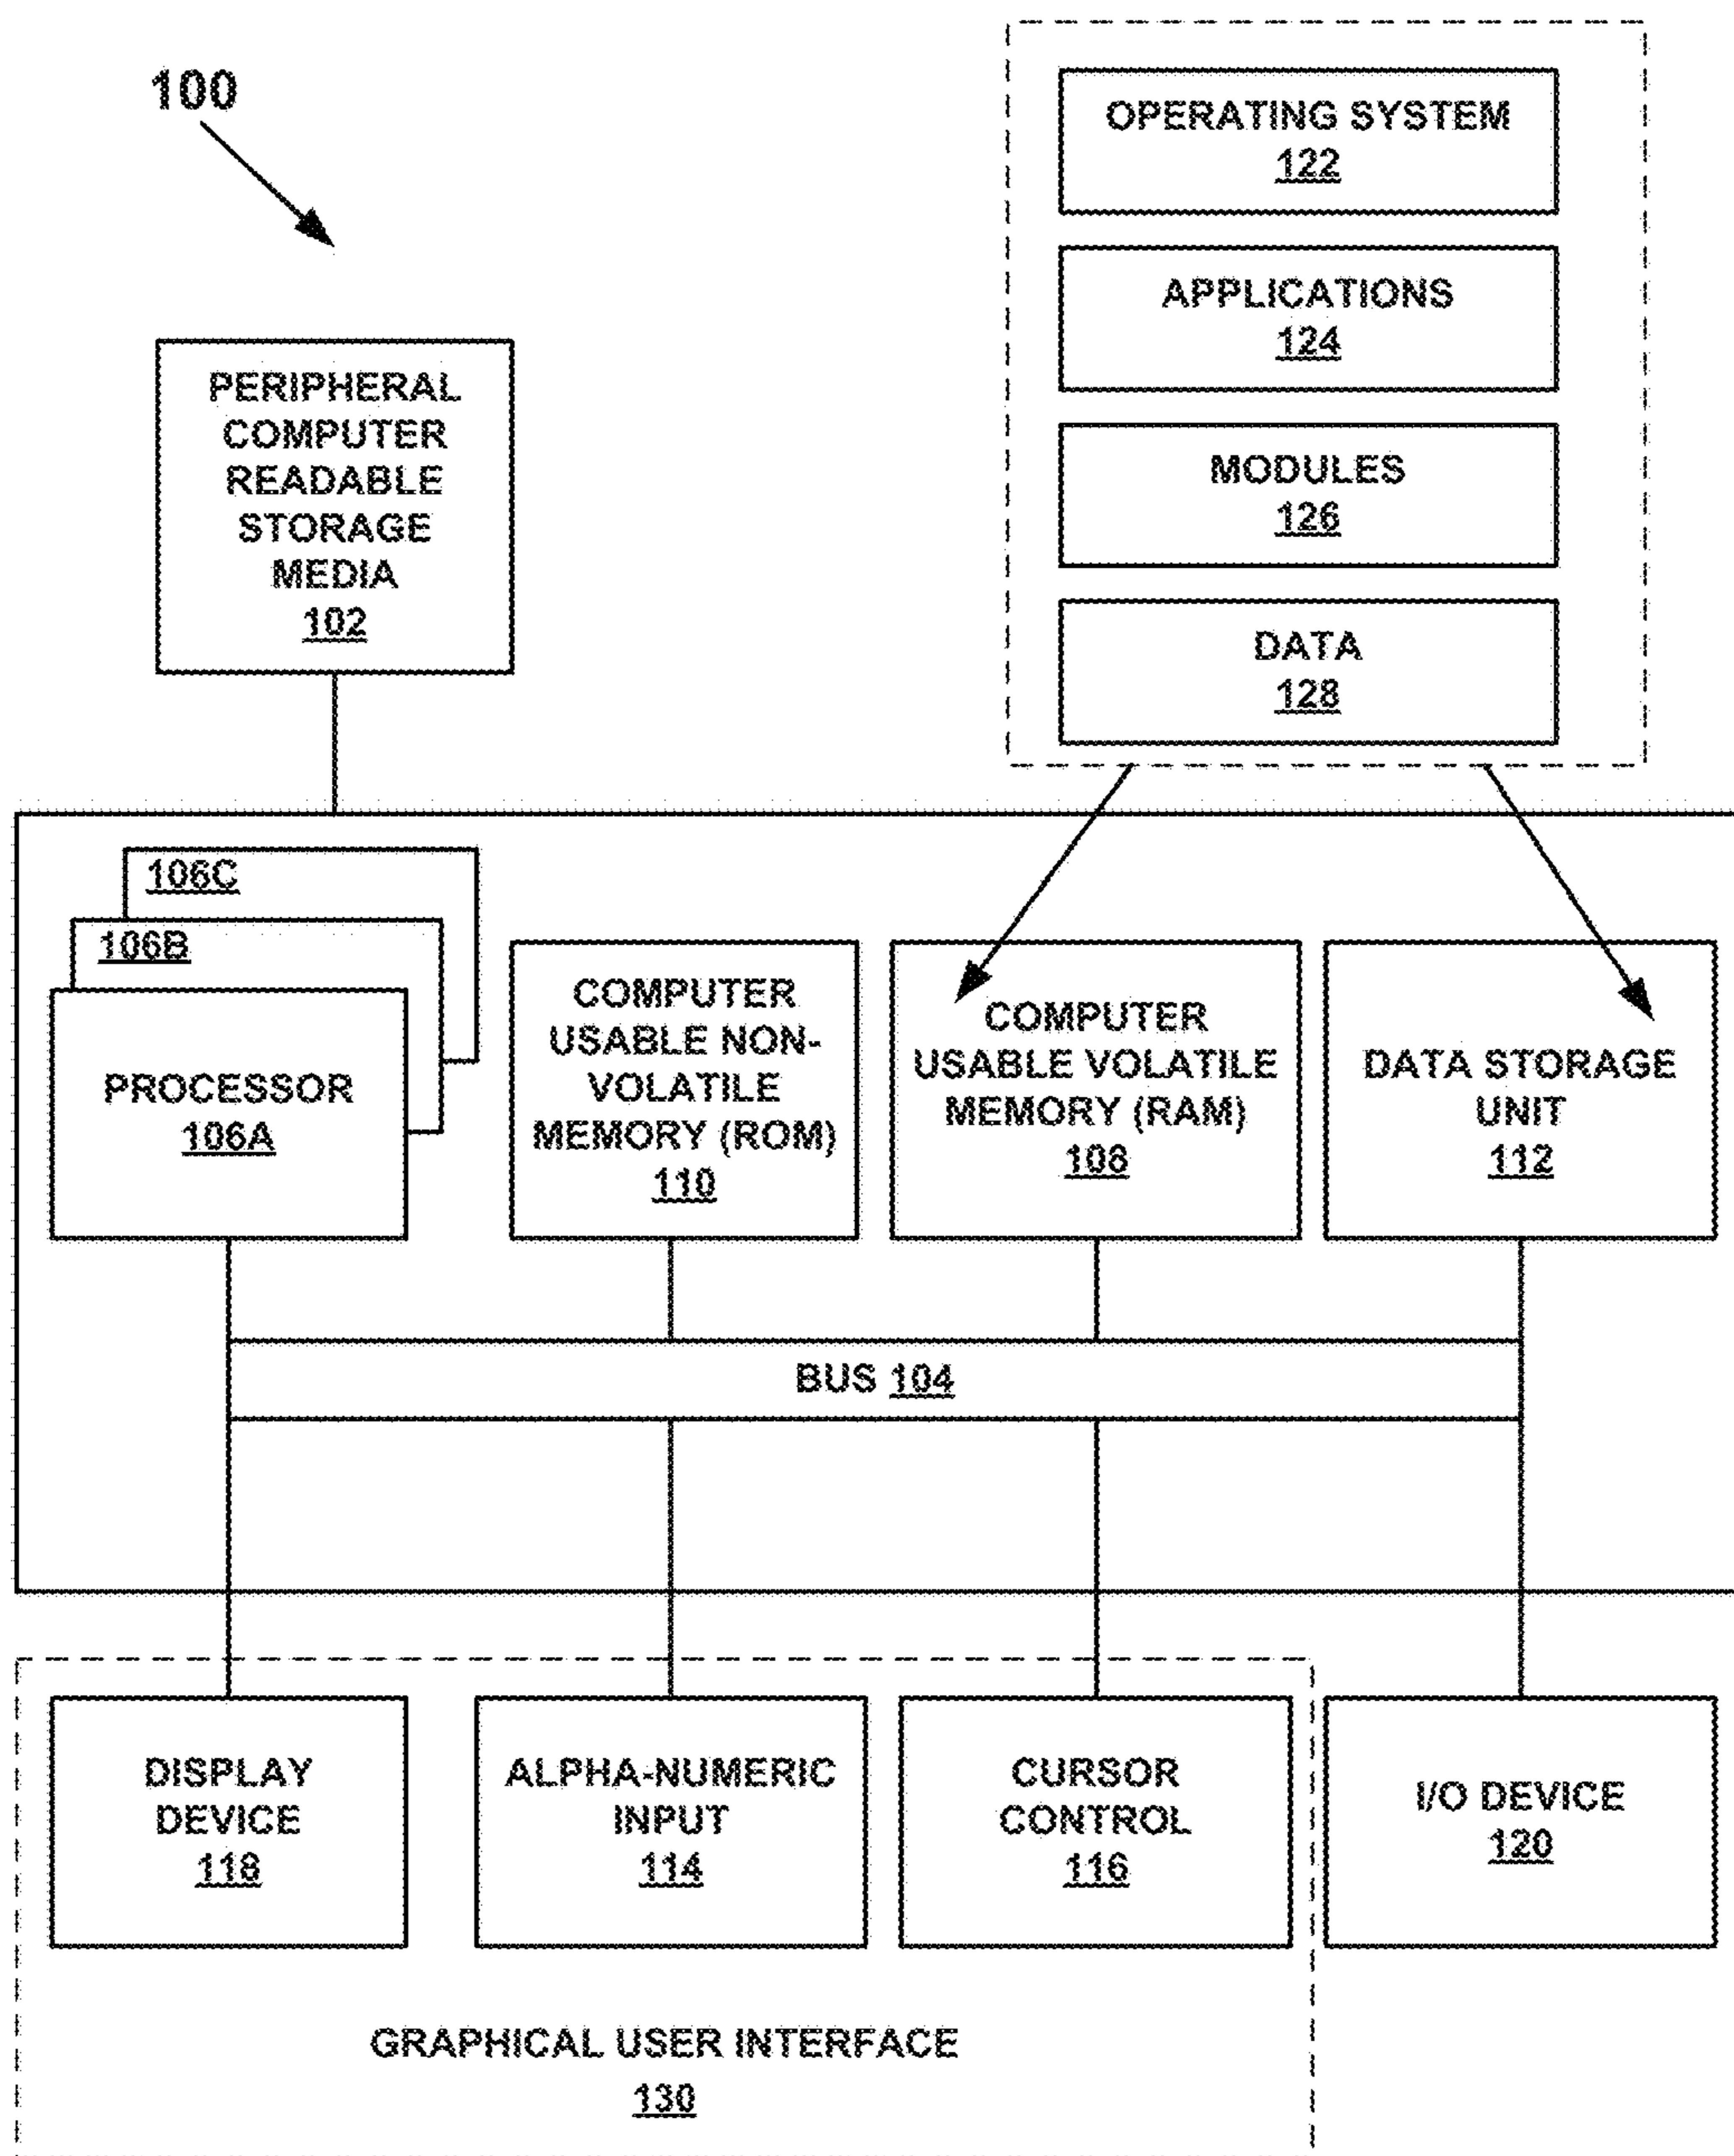 100
OPERATING SYSTEM
122
APPLICATIONS
124
MODULES
126
DATA
128
PERIPHERAL
COMPUTER
READABLE
STORAGE
MEDIA
102
106C
106B
PROCESSOR
106A
COMPUTER
USABLE NON-
VOLATILE
MEMORY (ROM)
110
COMPUTER
USABLE VOLATILE
MEMORY (RAM)
108
DATA STORAGE
UNIT
112
BUS 104
DISPLAY
DEVICE
118
ALPHA-NUMERIC
INPUT
114
CURSOR
CONTROL
116
I/O DEVICE
120
GRAPHICAL USER INTERFACE
130